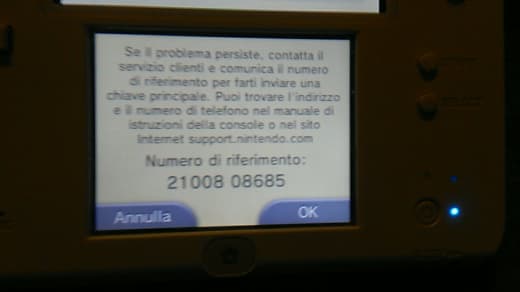 Se il problema persiste, contatta il
servizio clienti e comunica il numero
di riferimento per farti inviare una
chiave principale. Puoi trovare l'indirizzo
e il numero di telefono nel manuale di
istruzioni della console o nel sito
Internet support.nintendo.com
Numero di riferimento:
21008 08685
Annulla
OK